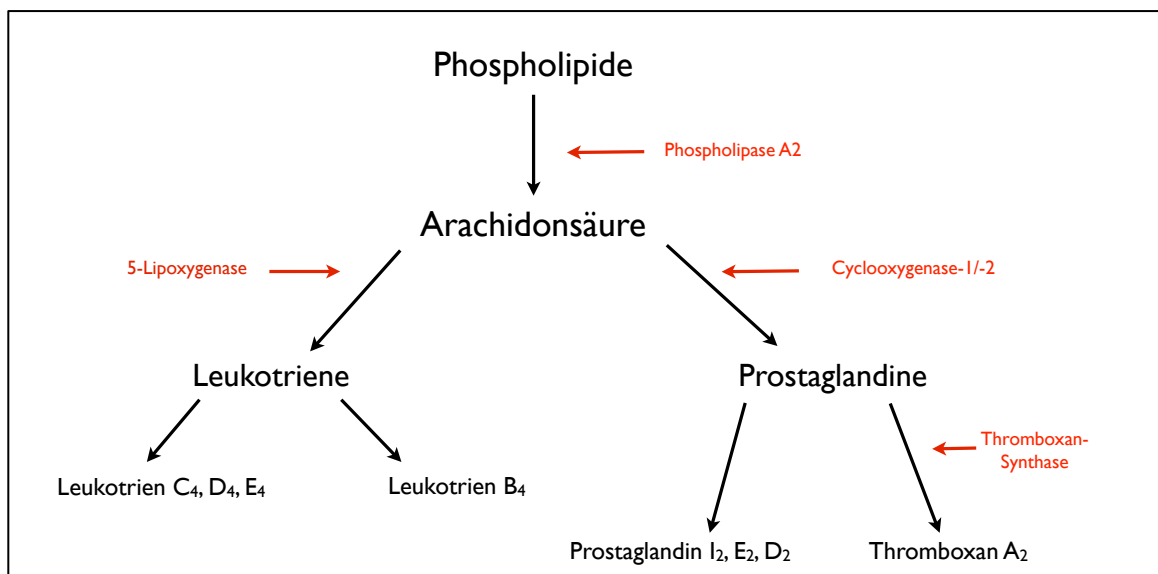 Phospholipide
Phospholipase A2
Arachidonsäure
5-Lipoxygenase
Cyclooxygenase-1/-2
Leukotriene
Prostaglandine
Thromboxan-
Synthase
Leukotrien C₄, D₄, E₄
Leukotrien B₄
Prostaglandin I₂, E₂, D₂
Thromboxan A₂